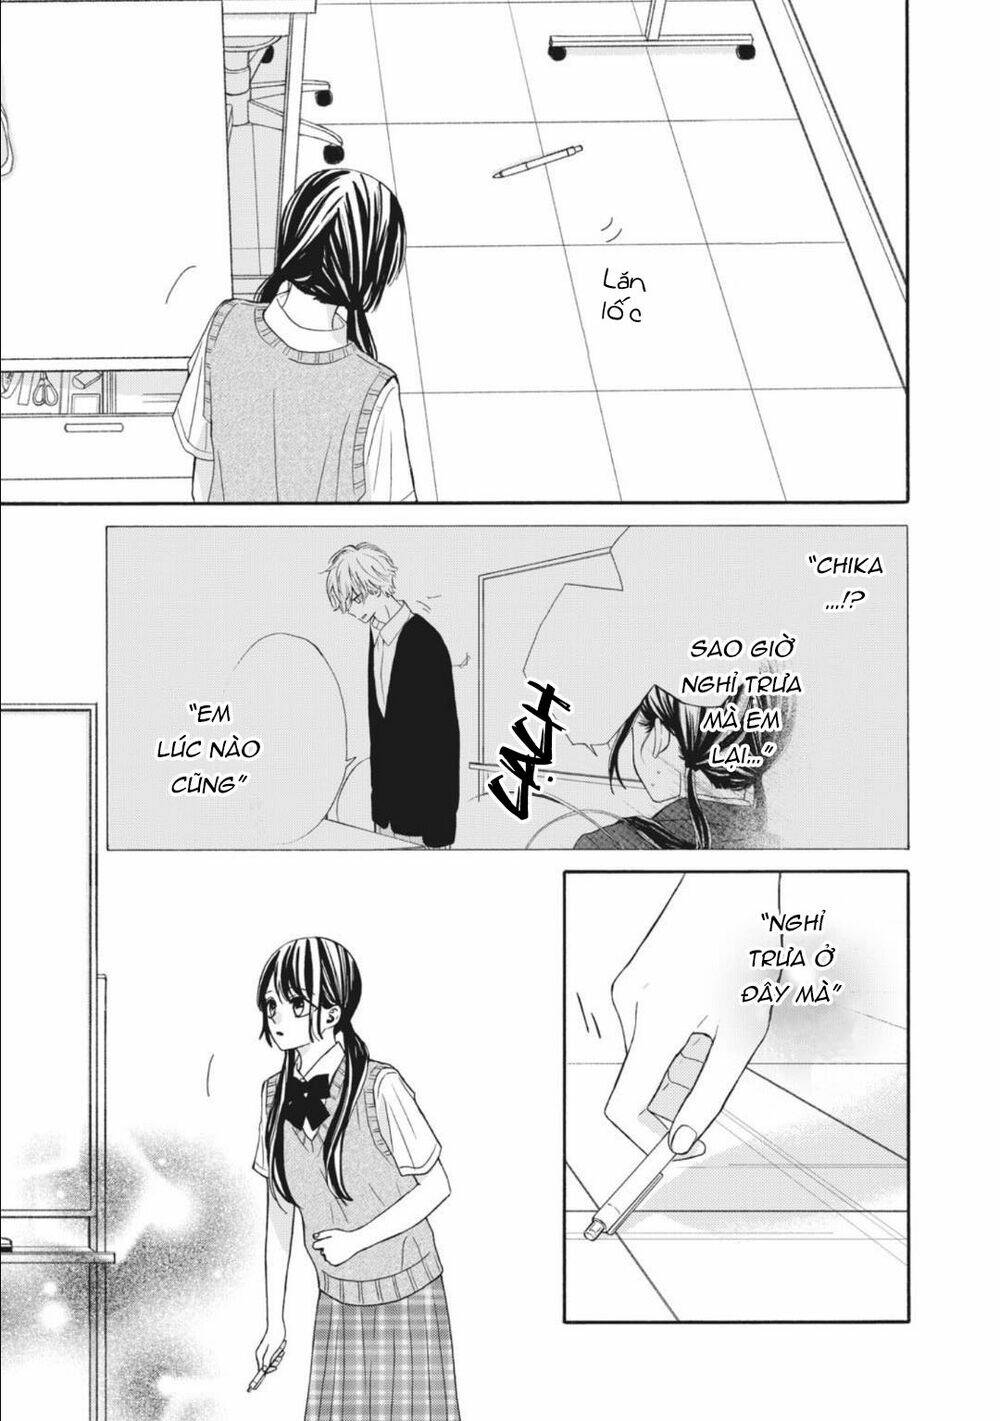 Lăn
lốc
"CHIKA
...!?
SAO GIỜ
NGHỈ TRƯA
MÀ EM
LẠI..."
CẠCH
"EM
LÚC NÀO
CŨNG"
"NGHỈ
TRƯA Ở
ĐÂY MÀ"